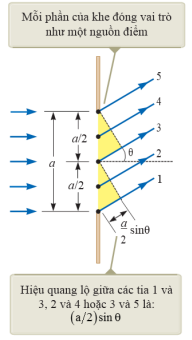 Mỗi phần của khe đóng vai trò
như một nguồn điểm
5
4
3
2
1
a/2
a
a/2
θ
a/2 sinθ
Hiệu quang lộ giữa các tia 1 và
3, 2 và 4 hoặc 3 và 5 là:
(a/2)sin θ